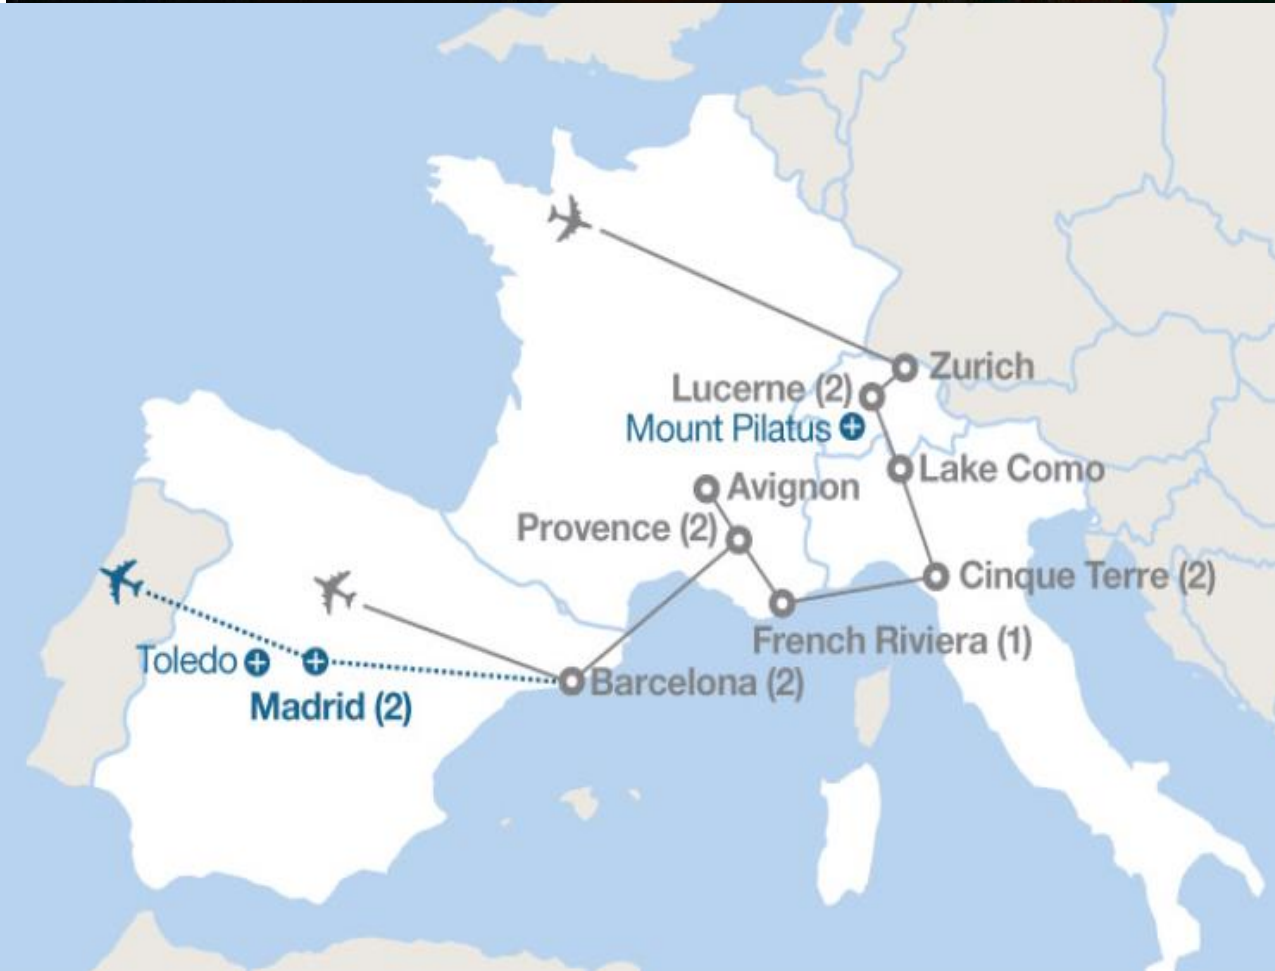 Zurich
Lucerne (2)
Mount Pilatus
Lake Como
Avignon
Provence (2)
Cinque Terre (2)
French Riviera (1)
Toledo
Barcelona (2)
Madrid (2)